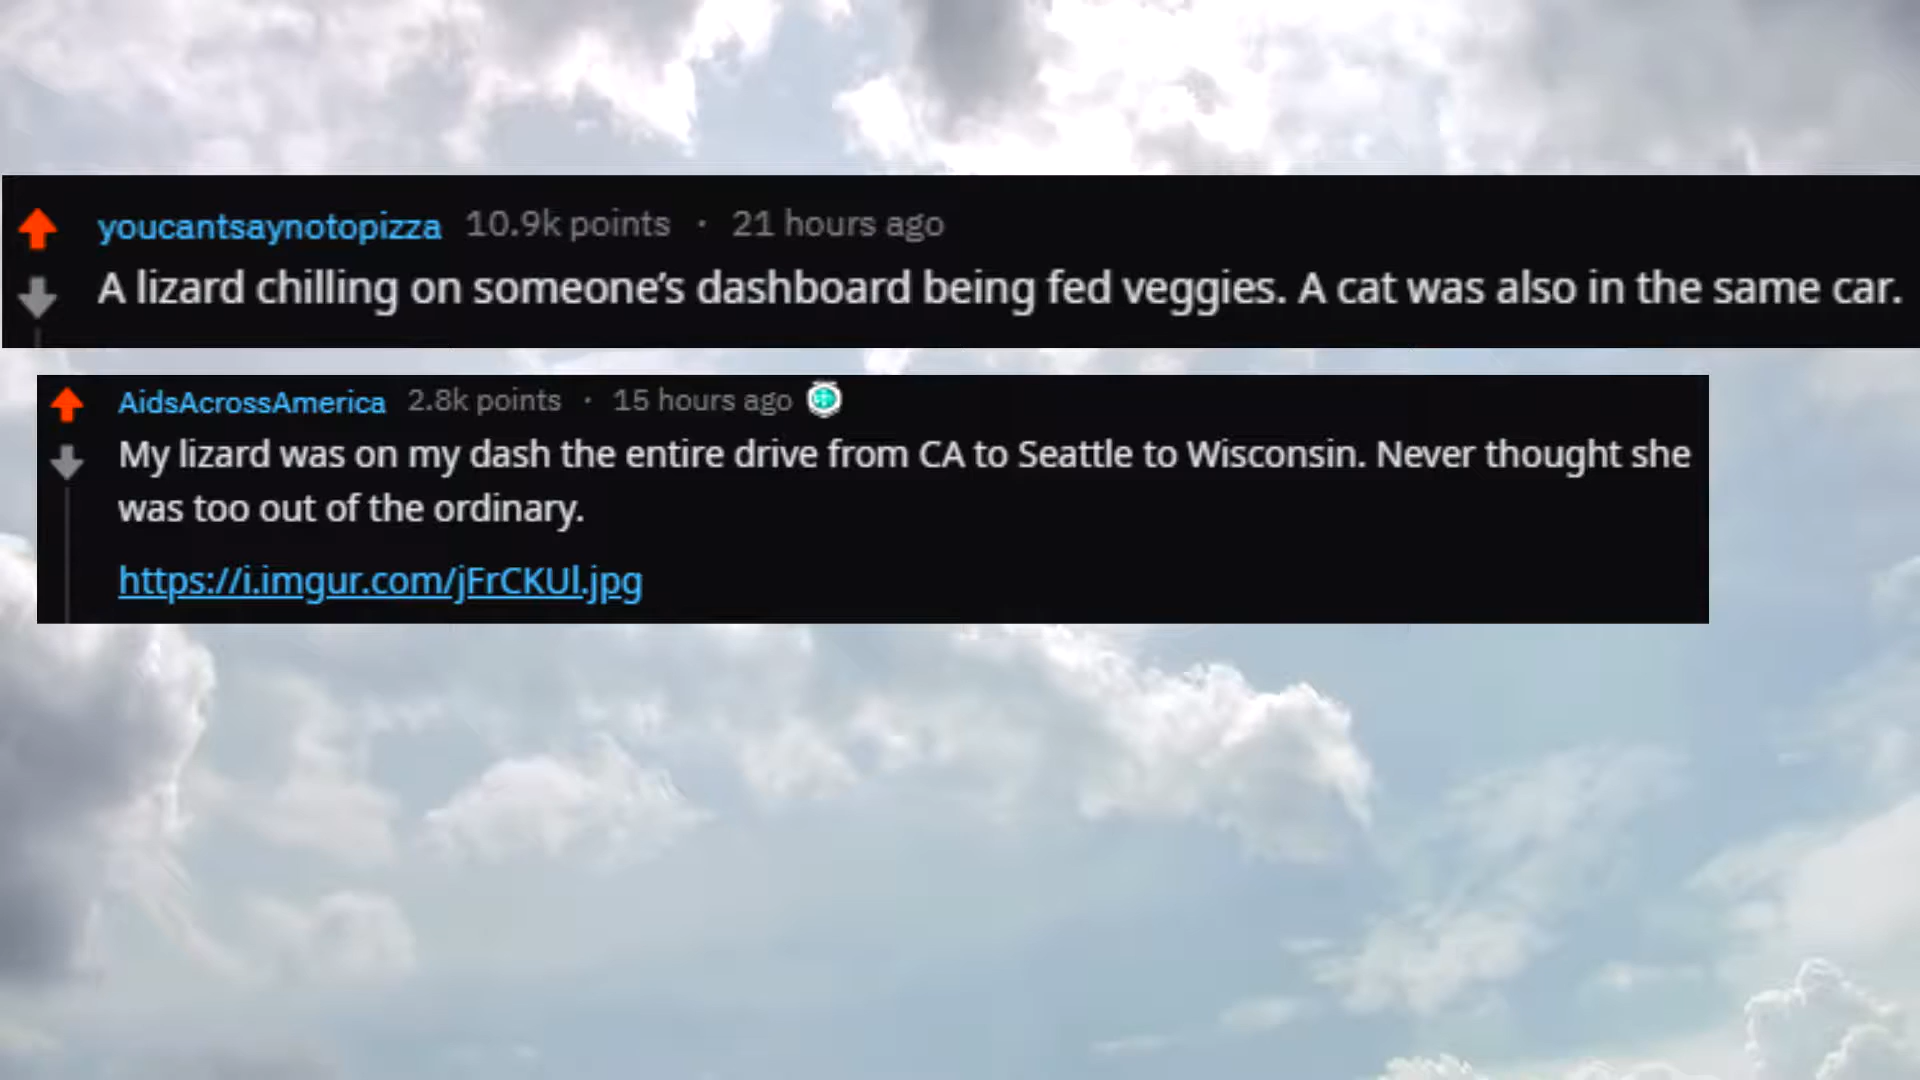 youcantsaynotopizza 10.9k points · 21 hours ago
A lizard chilling on someone’s dashboard being fed veggies. A cat was also in the same car.
AidsAcrossAmerica 2.8k points · 15 hours ago
My lizard was on my dash the entire drive from CA to Seattle to Wisconsin. Never thought she
was too out of the ordinary.
https://i.imgur.com/jFrCKUl.jpg